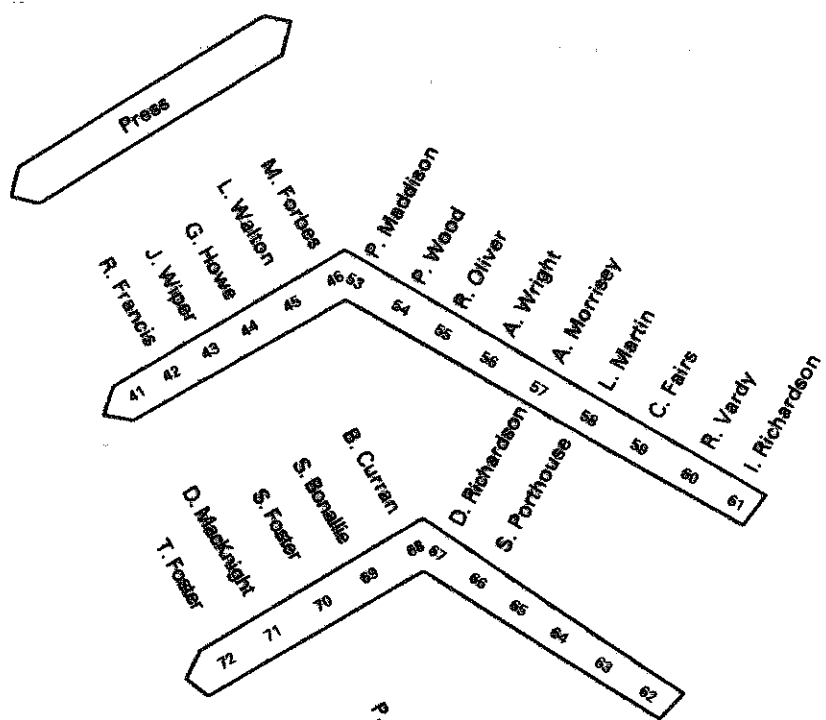 Press
R. Francis
J. Wiper
G. Howe
L. Walton
M. Forbes
P. Maddison
P. Wood
R. Oliver
A. Wright
A. Morrisey
L. Martin
C. Fairs
R. Vardy
I. Richardson
41
42
43
44
45
46
53
54
55
56
57
58
59
60
61
T. Foster
D. MacKnight
S. Foster
S. Bonallie
B. Curran
D. Richardson
S. Porthouse
72
71
70
69
68
67
66
65
64
63
62
P.